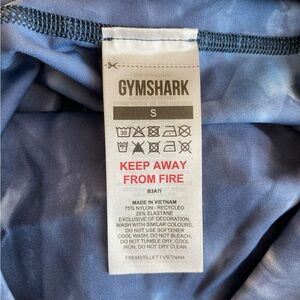 GYMSHARK
S
KEEP AWAY
FROM FIRE
B3A7I
MADE IN VIETNAM
75% NYLON - RECYCLED
25% ELASTANE
EXCLUSIVE OF DECORATION,
WASH WITH SIMILAR COLOURS,
DO NOT USE SOFTENER
COOL WASH, DO NOT BLEACH,
DO NOT TUMBLE DRY, COOL
IRON, DO NOT DRY CLEAN
FREMSTILLET I VIETNAM